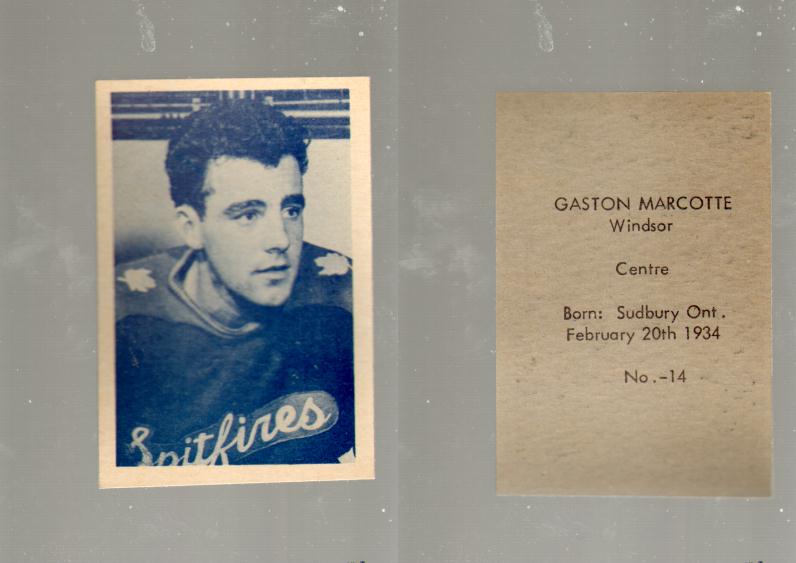 Spitfires
GASTON MARCOTTE
Windsor
Centre
Born: Sudbury Ont.
February 20th 1934
No.-14